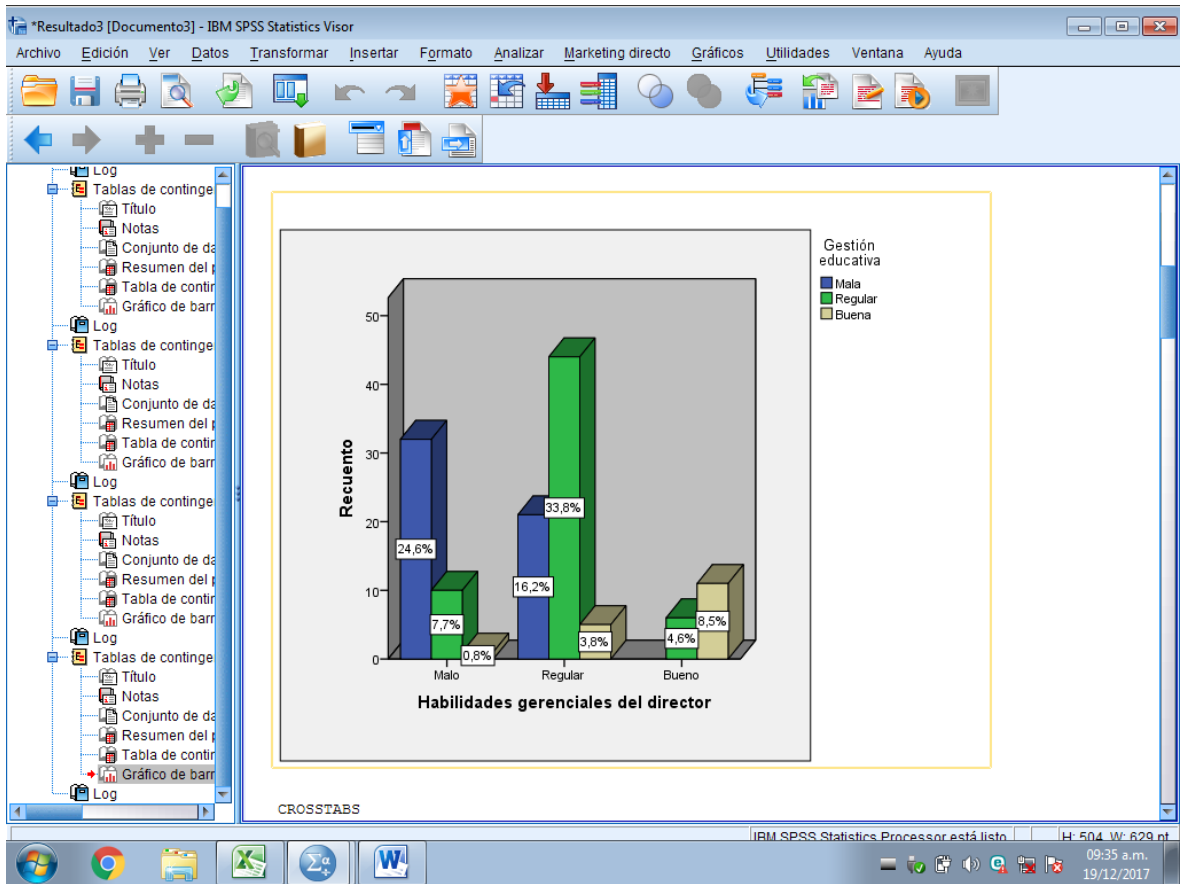 *Resultado3 [Documento3] - IBM SPSS Statistics Visor
Archivo Edición Ver Datos Transformar Insertar Formato Analizar Marketing directo Gráficos Utilidades Ventana Ayuda
Log
Tablas de continge
Título
Notas
Conjunto de da
Resumen del p
Tabla de contir
Gráfico de barr
Log
Tablas de continge
Título
Notas
Conjunto de da
Resumen del p
Tabla de contir
Gráfico de barr
Log
Tablas de continge
Título
Notas
Conjunto de da
Resumen del p
Tabla de contir
Gráfico de barr
Log
Tablas de continge
Título
Notas
Conjunto de da
Resumen del p
Tabla de contir
Gráfico de barr
Log
Gestión
educativa
Mala
Regular
Buena
Recuento
50
40
30
20
10
0
24,6%
7,7%
0,8%
16,2%
33,8%
3,8%
4,6%
8,5%
Malo Regular Bueno
Habilidades gerenciales del director
CROSSTABS
IBM SPSS Statistics Processor está listo H: 504, W: 629 pt
Σα
W
09:35 a.m.
19/12/2017